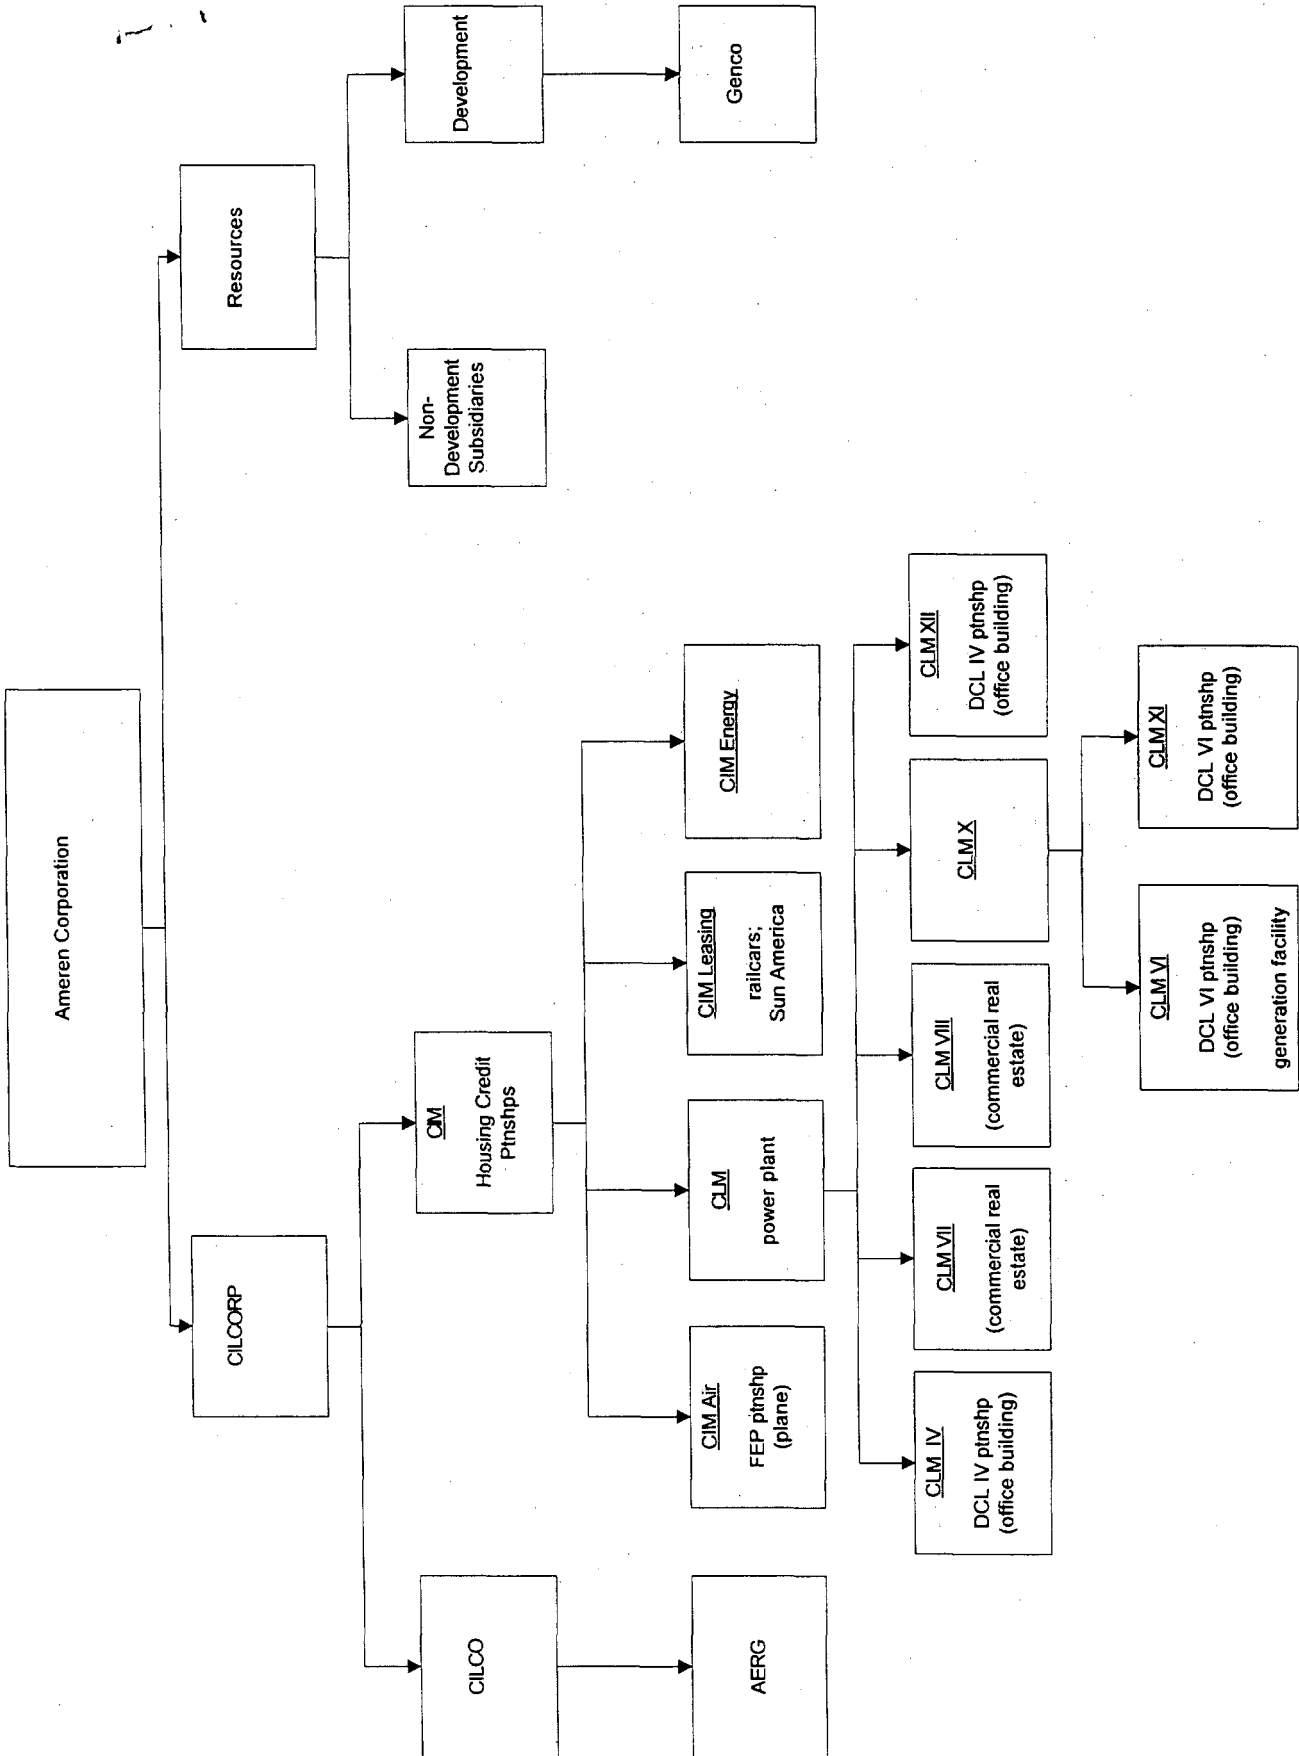 Ameren Corporation
CILCORP
Resources
CILCO
CIM
Housing Credit
Ptnshps
Non-
Development
Subsidiaries
Development
AERG
CIM Air
FEP ptnshp
(plane)
CLM
power plant
CIM Leasing
railcars;
Sun America
CIM Energy
Genco
CLM IV
DCL IV ptnshp
(office building)
CLM VII
(commercial real
estate)
CLM VIII
(commercial real
estate)
CLM X
CLM XII
DCL IV ptnshp
(office building)
CLM VI
DCL VI ptnshp
(office building)
generation facility
CLM XI
DCL VI ptnshp
(office building)